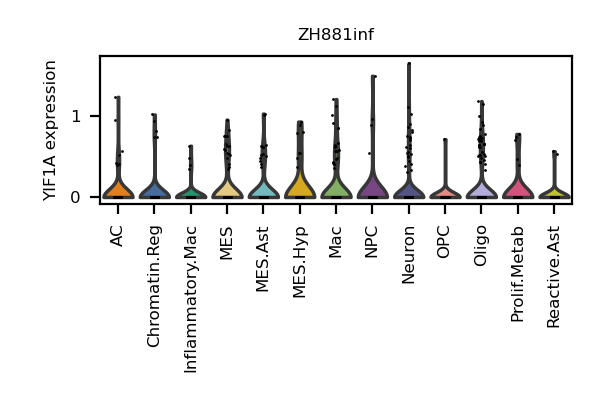 ZH881inf
YIF1A expression
1
0
AC
Chromatin.Reg
Inflammatory.Mac
MES
MES.Ast
MES.Hyp
Mac
NPC
Neuron
OPC
Oligo
Prolif.Metab
Reactive.Ast